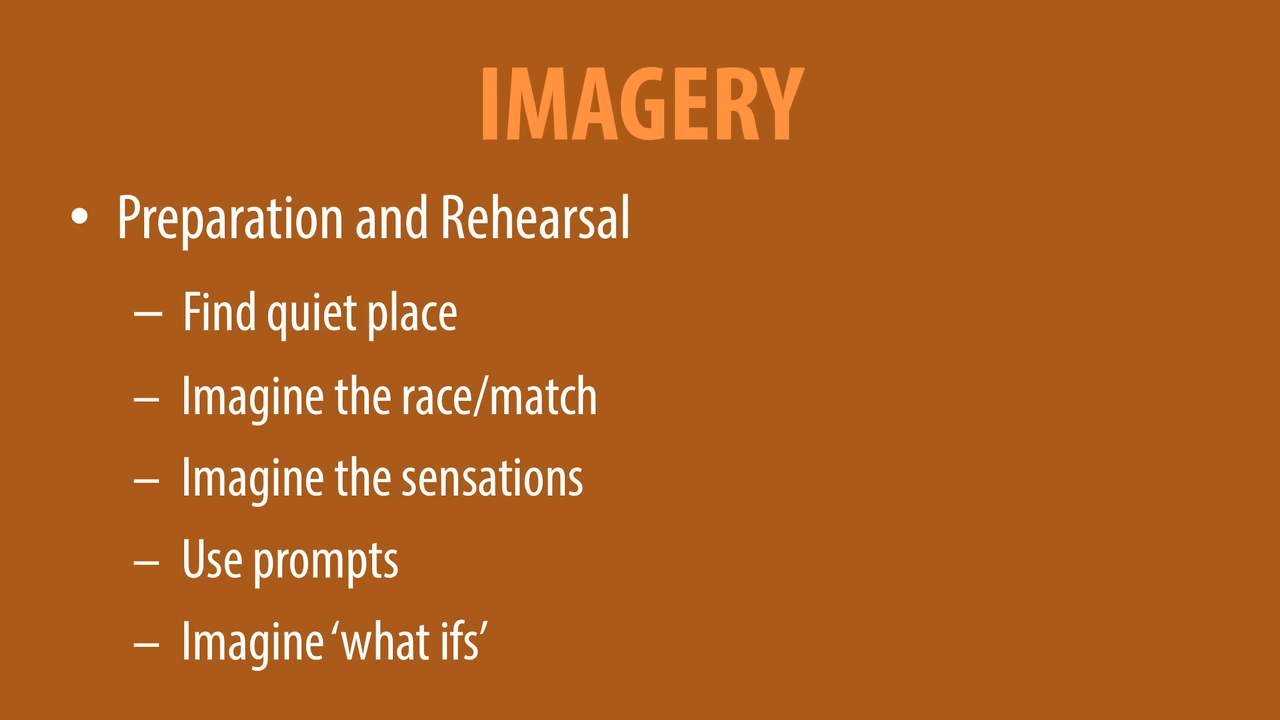 IMAGERY
• Preparation and Rehearsal
– Find quiet place
– Imagine the race/match
– Imagine the sensations
– Use prompts
– Imagine ‘what ifs’